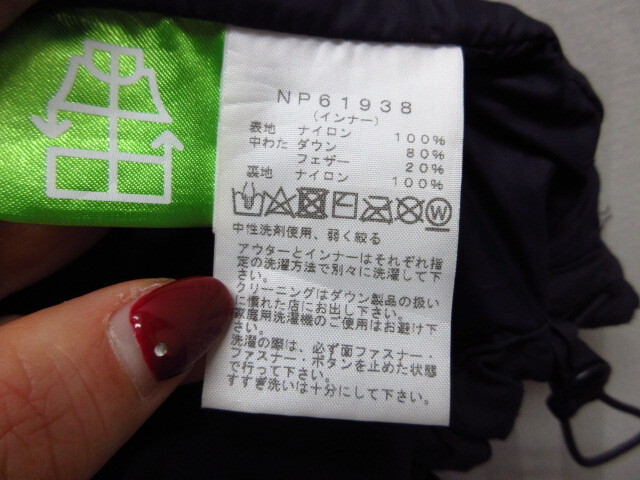 NP61938
(インナー)
表地 ナイロン 100%
中わた ダウン 80%
フェザー 20%
裏地 ナイロン 100%
W
中性洗剤使用、弱く絞る
アウターとインナーはそれぞれ指
定の洗濯方法で別々に洗濯して下
さい。
クリーニングはダウン製品の扱い
に慣れた店にお出し下さい。
家庭用洗濯機のご使用はお避け下
さい。
洗濯の際は、必ず面ファスナー・
ファスナー・ボタンを止めた状態
で行って下さい。
すすぎ洗いは十分にして下さい。